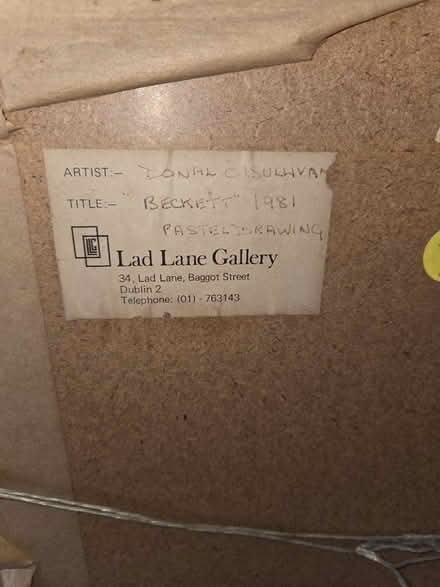 ARTIST:- DONAL O'SULLIVAN
TITLE:- "BECKETT" 1981
PASTEL DRAWING
Lad Lane Gallery
34, Lad Lane, Baggot Street
Dublin 2
Telephone: (01) - 763143